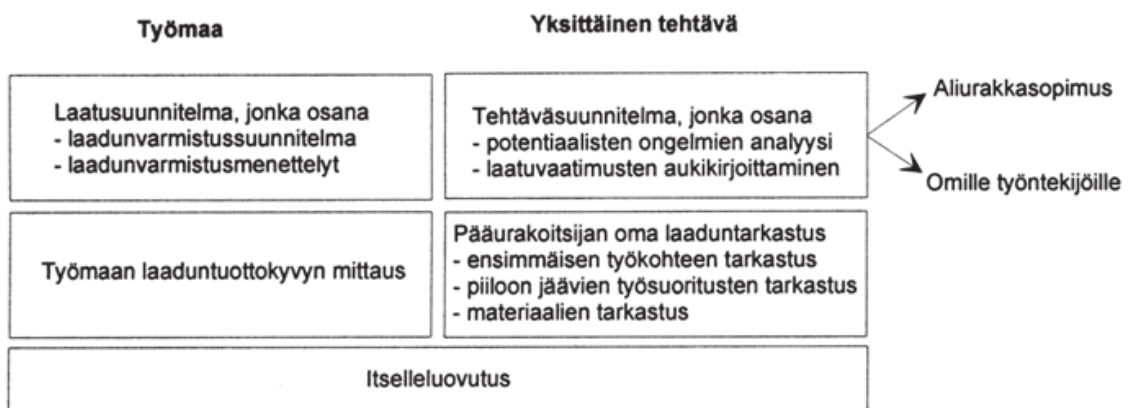 Työmaa
Yksittäinen tehtävä
Laatusuunnitelma, jonka osana
- laadunvarmistussuunnitelma
- laadunvarmistusmenettelyt
Tehtäväsuunnitelma, jonka osana
- potentiaalisten ongelmien analyysi
- laatuvaatimusten aukikirjoittaminen
Aliurakkasopimus
Omille työntekijöille
Työmaan laaduntuottokyvyn mittaus
Pääurakoitsijan oma laaduntarkastus
- ensimmäisen työkohteen tarkastus
- piiloon jäävien työsuoritusten tarkastus
- materiaalien tarkastus
Itselleluovutus